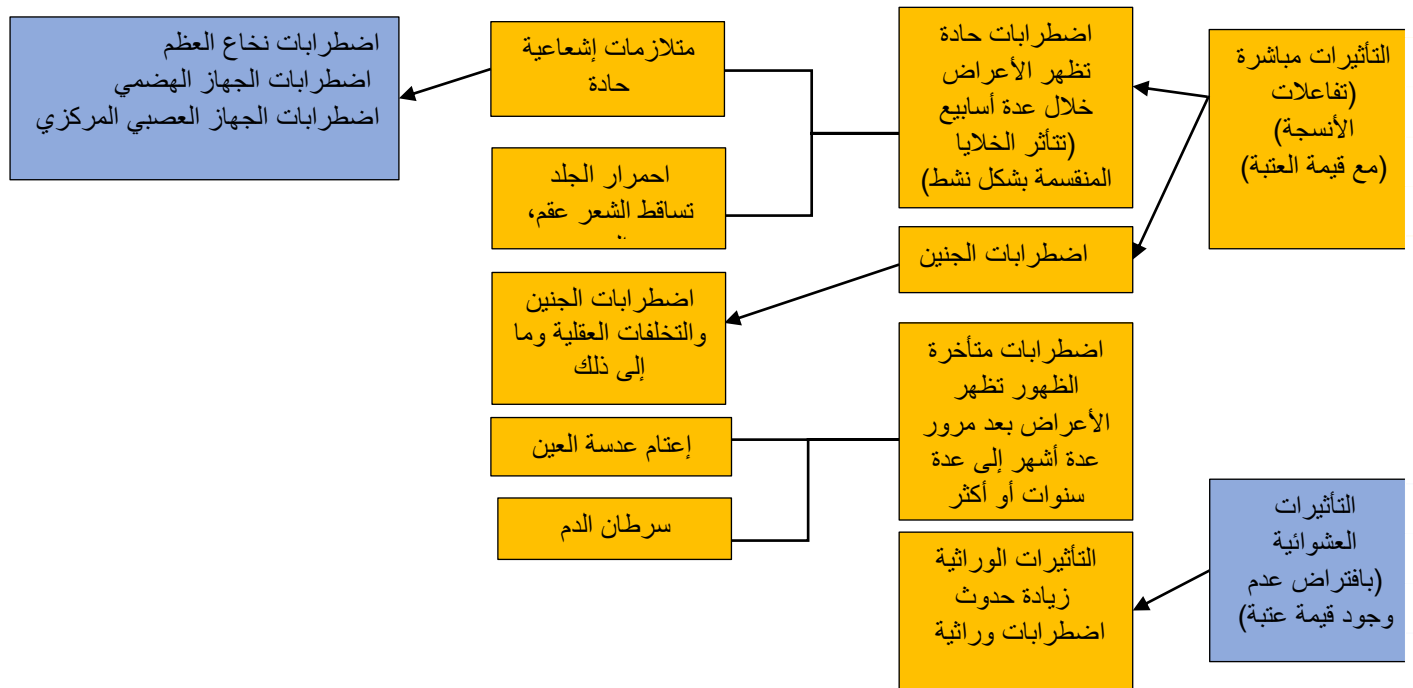 التأثيرات مباشرة
(تفاعلات
الأنسجة)
(مع قيمة العتبة)
اضطرابات حادة
تظهر الأعراض
خلال عدة أسابيع
(تتأثر الخلايا
المنقسمة بشكل نشط)
متلازمات إشعاعية
حادة
اضطرابات نخاع العظم
اضطرابات الجهاز الهضمي
اضطرابات الجهاز العصبي المركزي
احمرار الجلد
تساقط الشعر عقم،
اضطرابات الجنين
اضطرابات الجنين
والتخلفات العقلية وما
إلى ذلك
اضطرابات متأخرة
الظهور تظهر
الأعراض بعد مرور
عدة أشهر إلى عدة
سنوات أو أكثر
إعتام عدسة العين
سرطان الدم
التأثيرات
العشوائية
(بافتراض عدم
وجود قيمة عتبة)
التأثيرات الوراثية
زيادة حدوث
اضطرابات وراثية